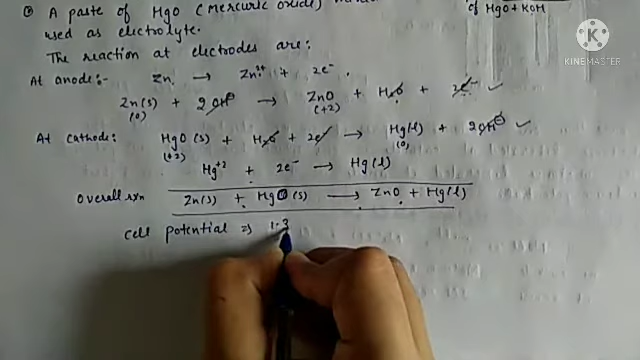 A paste of HgO (mercuric oxide)
of HgO + KOH
used as electrolyte.
The reaction at electrodes are:
At anode:- Zn → Zn²⁺ + 2e⁻.
Zn(s) + 2OH⁻ → ZnO + H₂O + 2e⁻
(0) (+2)
At cathode: HgO(s) + H₂O + 2e⁻ → Hg(l) + 2OH⁻
(+2) (0)
Hg⁺² + 2e⁻ → Hg(l)
Overall rxn Zn(s) + HgO(s) → ZnO + Hg(l)
Cell potential ⇒ 1.3
KINEMASTER